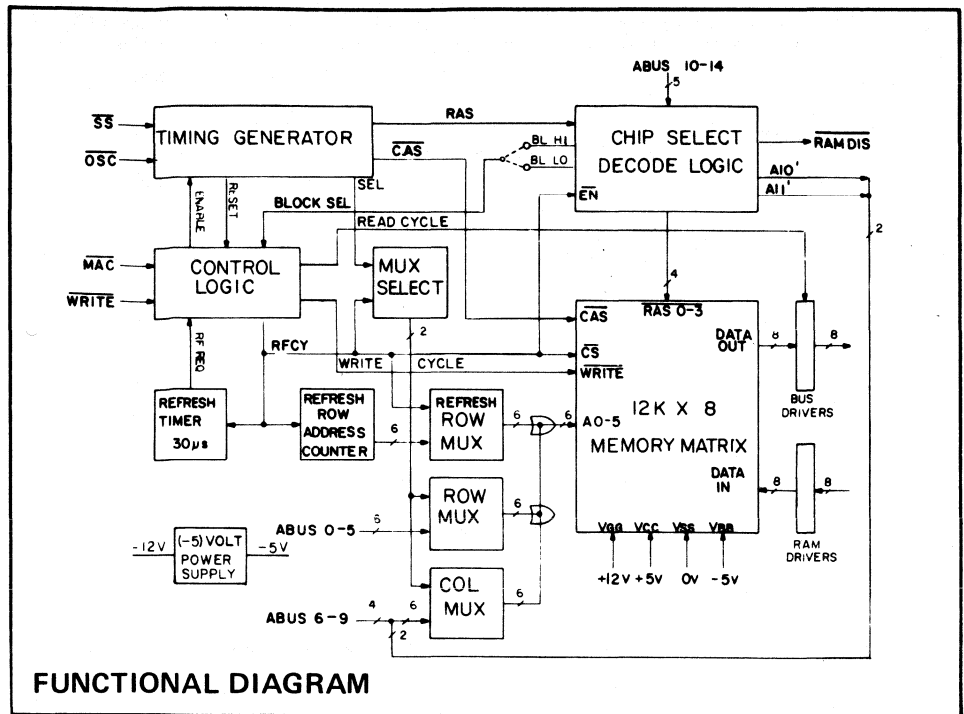 ABUS 10-14
5
SS
OSC
TIMING GENERATOR
RAS
CAS
SEL
BL HI
BL LO
CHIP SELECT
DECODE LOGIC
EN
RAM DIS
A10'
A11'
2
ENABLE
RESET
BLOCK SEL
READ CYCLE
MAC
WRITE
CONTROL
LOGIC
MUX
SELECT
2
4
RF REQ
RFCY
WRITE CYCLE
CAS
RAS 0-3
CS
WRITE
DATA
OUT
8
8
BUS
DRIVERS
REFRESH
TIMER
30µs
REFRESH
ROW
ADDRESS
COUNTER
6
REFRESH
ROW
MUX
6
6
A0-5
12K X 8
MEMORY MATRIX
DATA
IN
8
8
RAM
DRIVERS
ABUS 0-5
6
ROW
MUX
6
-12V
(-5) VOLT
POWER
SUPPLY
-5V
VGG VCC VSS VBB
+12V +5V 0V -5V
ABUS 6-9
4
6
2
COL
MUX
6
FUNCTIONAL DIAGRAM